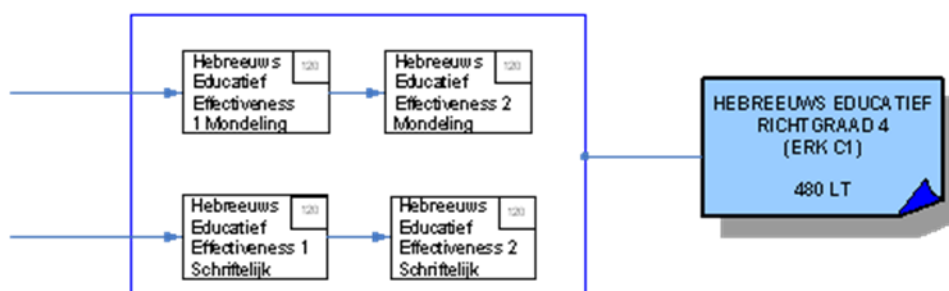 Hebreeuws 120
Educatief
Effectiveness
1 Mondeling
Hebreeuws 120
Educatief
Effectiveness 2
Mondeling
Hebreeuws 120
Educatief
Effectiveness 1
Schriftelijk
Hebreeuws 120
Educatief
Effectiveness 2
Schriftelijk
HEBREEUWS EDUCATIEF
RICHTGRAAD 4
(ERK C1)
480 LT